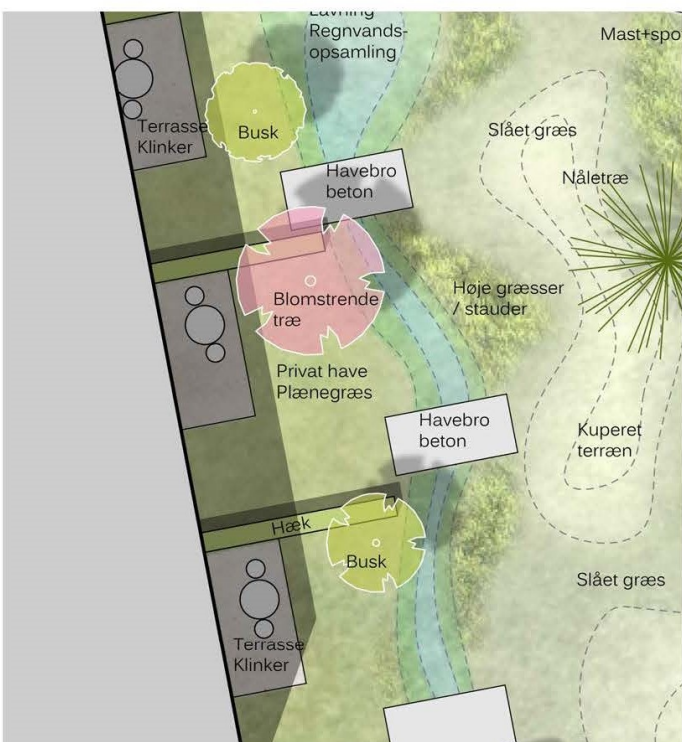 Lavning
Regnvands-
opsamling
Mast+spo
Terrasse
Klinker
Busk
Slået græs
Havebro
beton
Nåletræ
Blomstrende
træ
Høje græsser
/ stauder
Privat have
Plænegræs
Havebro
beton
Kuperet
terræn
Hæk
Busk
Slået græs
Terrasse
Klinker